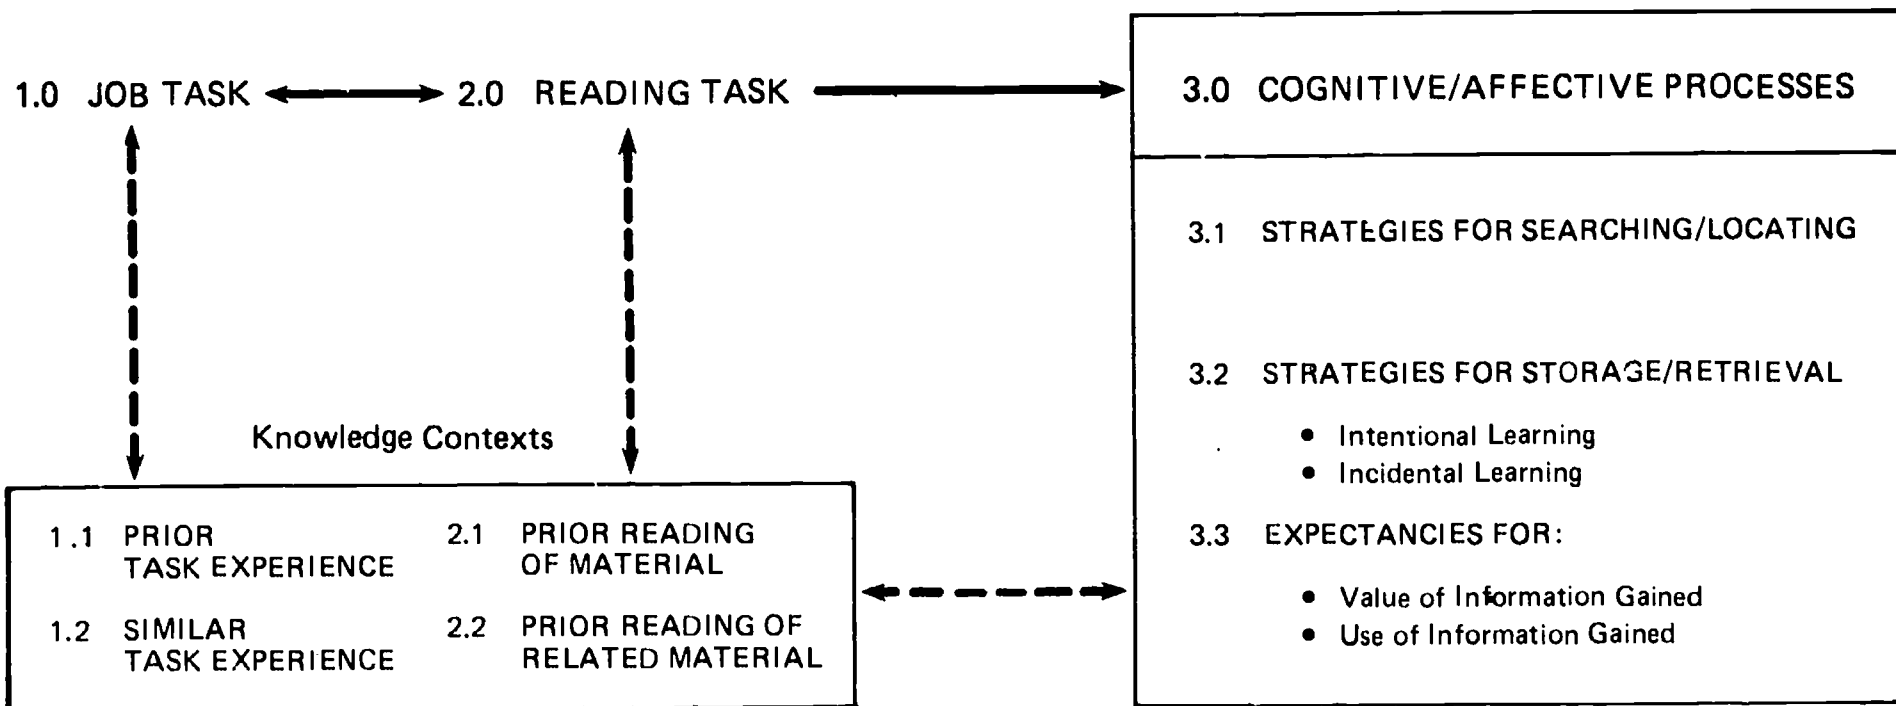 1.0 JOB TASK
2.0 READING TASK
3.0 COGNITIVE/AFFECTIVE PROCESSES
Knowledge Contexts
1.1 PRIOR
TASK EXPERIENCE
1.2 SIMILAR
TASK EXPERIENCE
2.1 PRIOR READING
OF MATERIAL
2.2 PRIOR READING OF
RELATED MATERIAL
3.1 STRATEGIES FOR SEARCHING/LOCATING
3.2 STRATEGIES FOR STORAGE/RETRIEVAL
• Intentional Learning
• Incidental Learning
3.3 EXPECTANCIES FOR:
• Value of Information Gained
• Use of Information Gained